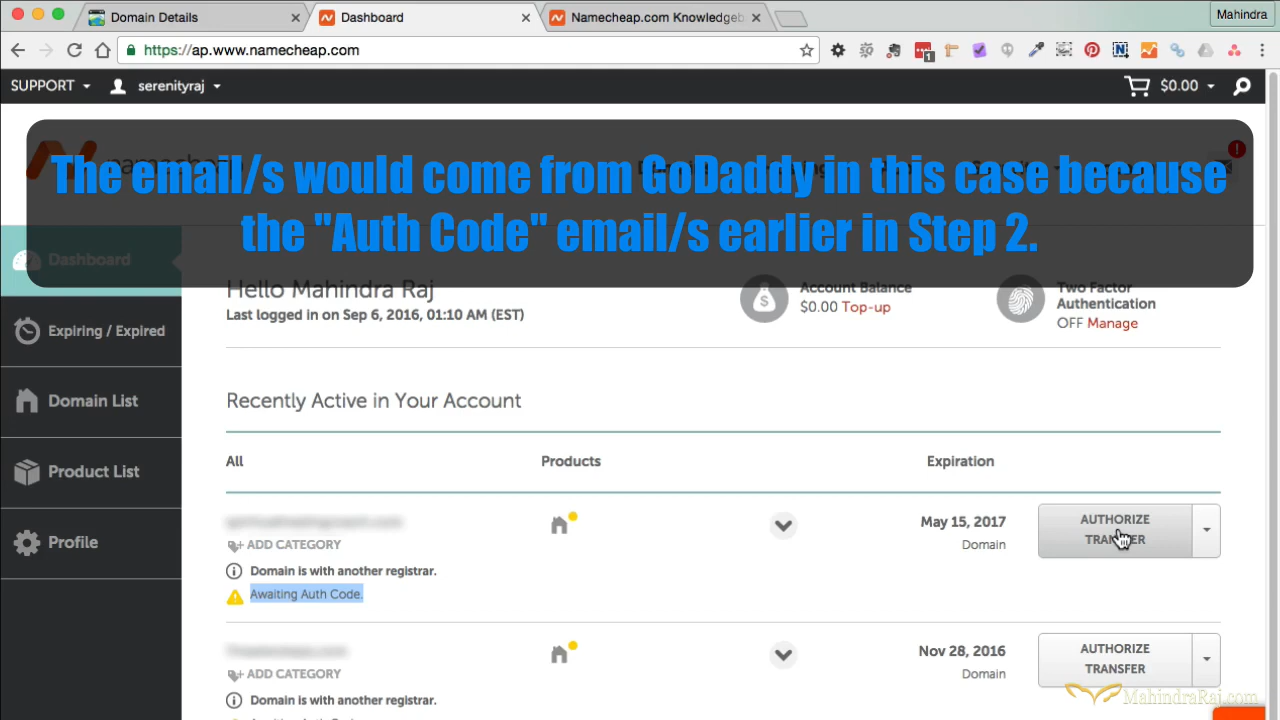 Domain Details
Dashboard
Namecheap.com Knowledgeb
Mahindra
https://ap.www.namecheap.com
1
SUPPORT
serenityraj
$0.00
The email/s would come from GoDaddy in this case because
the "Auth Code" email/s earlier in Step 2.
Dashboard
Expiring / Expired
Domain List
Product List
Profile
Hello Mahindra Raj
Last logged in on Sep 6, 2016, 01:10 AM (EST)
Account Balance
$0.00 Top-up
Two Factor
Authentication
OFF Manage
Recently Active in Your Account
All
Products
Expiration
May 15, 2017
Domain
AUTHORIZE
TRANSFER
ADD CATEGORY
Domain is with another registrar.
Awaiting Auth Code.
Nov 28, 2016
Domain
AUTHORIZE
TRANSFER
ADD CATEGORY
Domain is with another registrar.
MahindraRaj.com